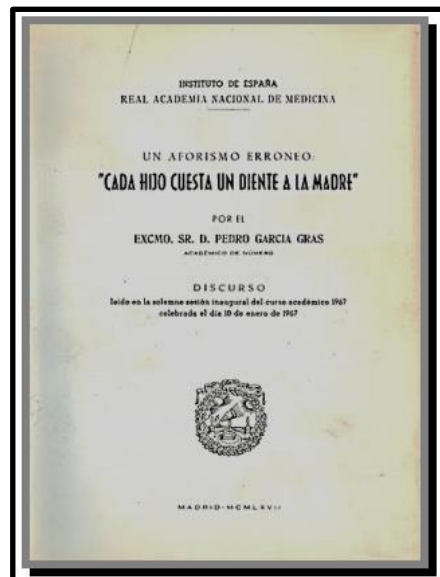 INSTITUTO DE ESPAÑA
REAL ACADEMIA NACIONAL DE MEDICINA
UN AFORISMO ERRONEO:
"CADA HIJO CUESTA UN DIENTE A LA MADRE"
POR EL
EXCMO. SR. D. PEDRO GARCIA GRAS
ACADÉMICO DE NÚMERO
DISCURSO
leído en la solemne sesión inaugural del curso académico 1967
celebrada el día 10 de enero de 1967
MADRID-MCMLXVII